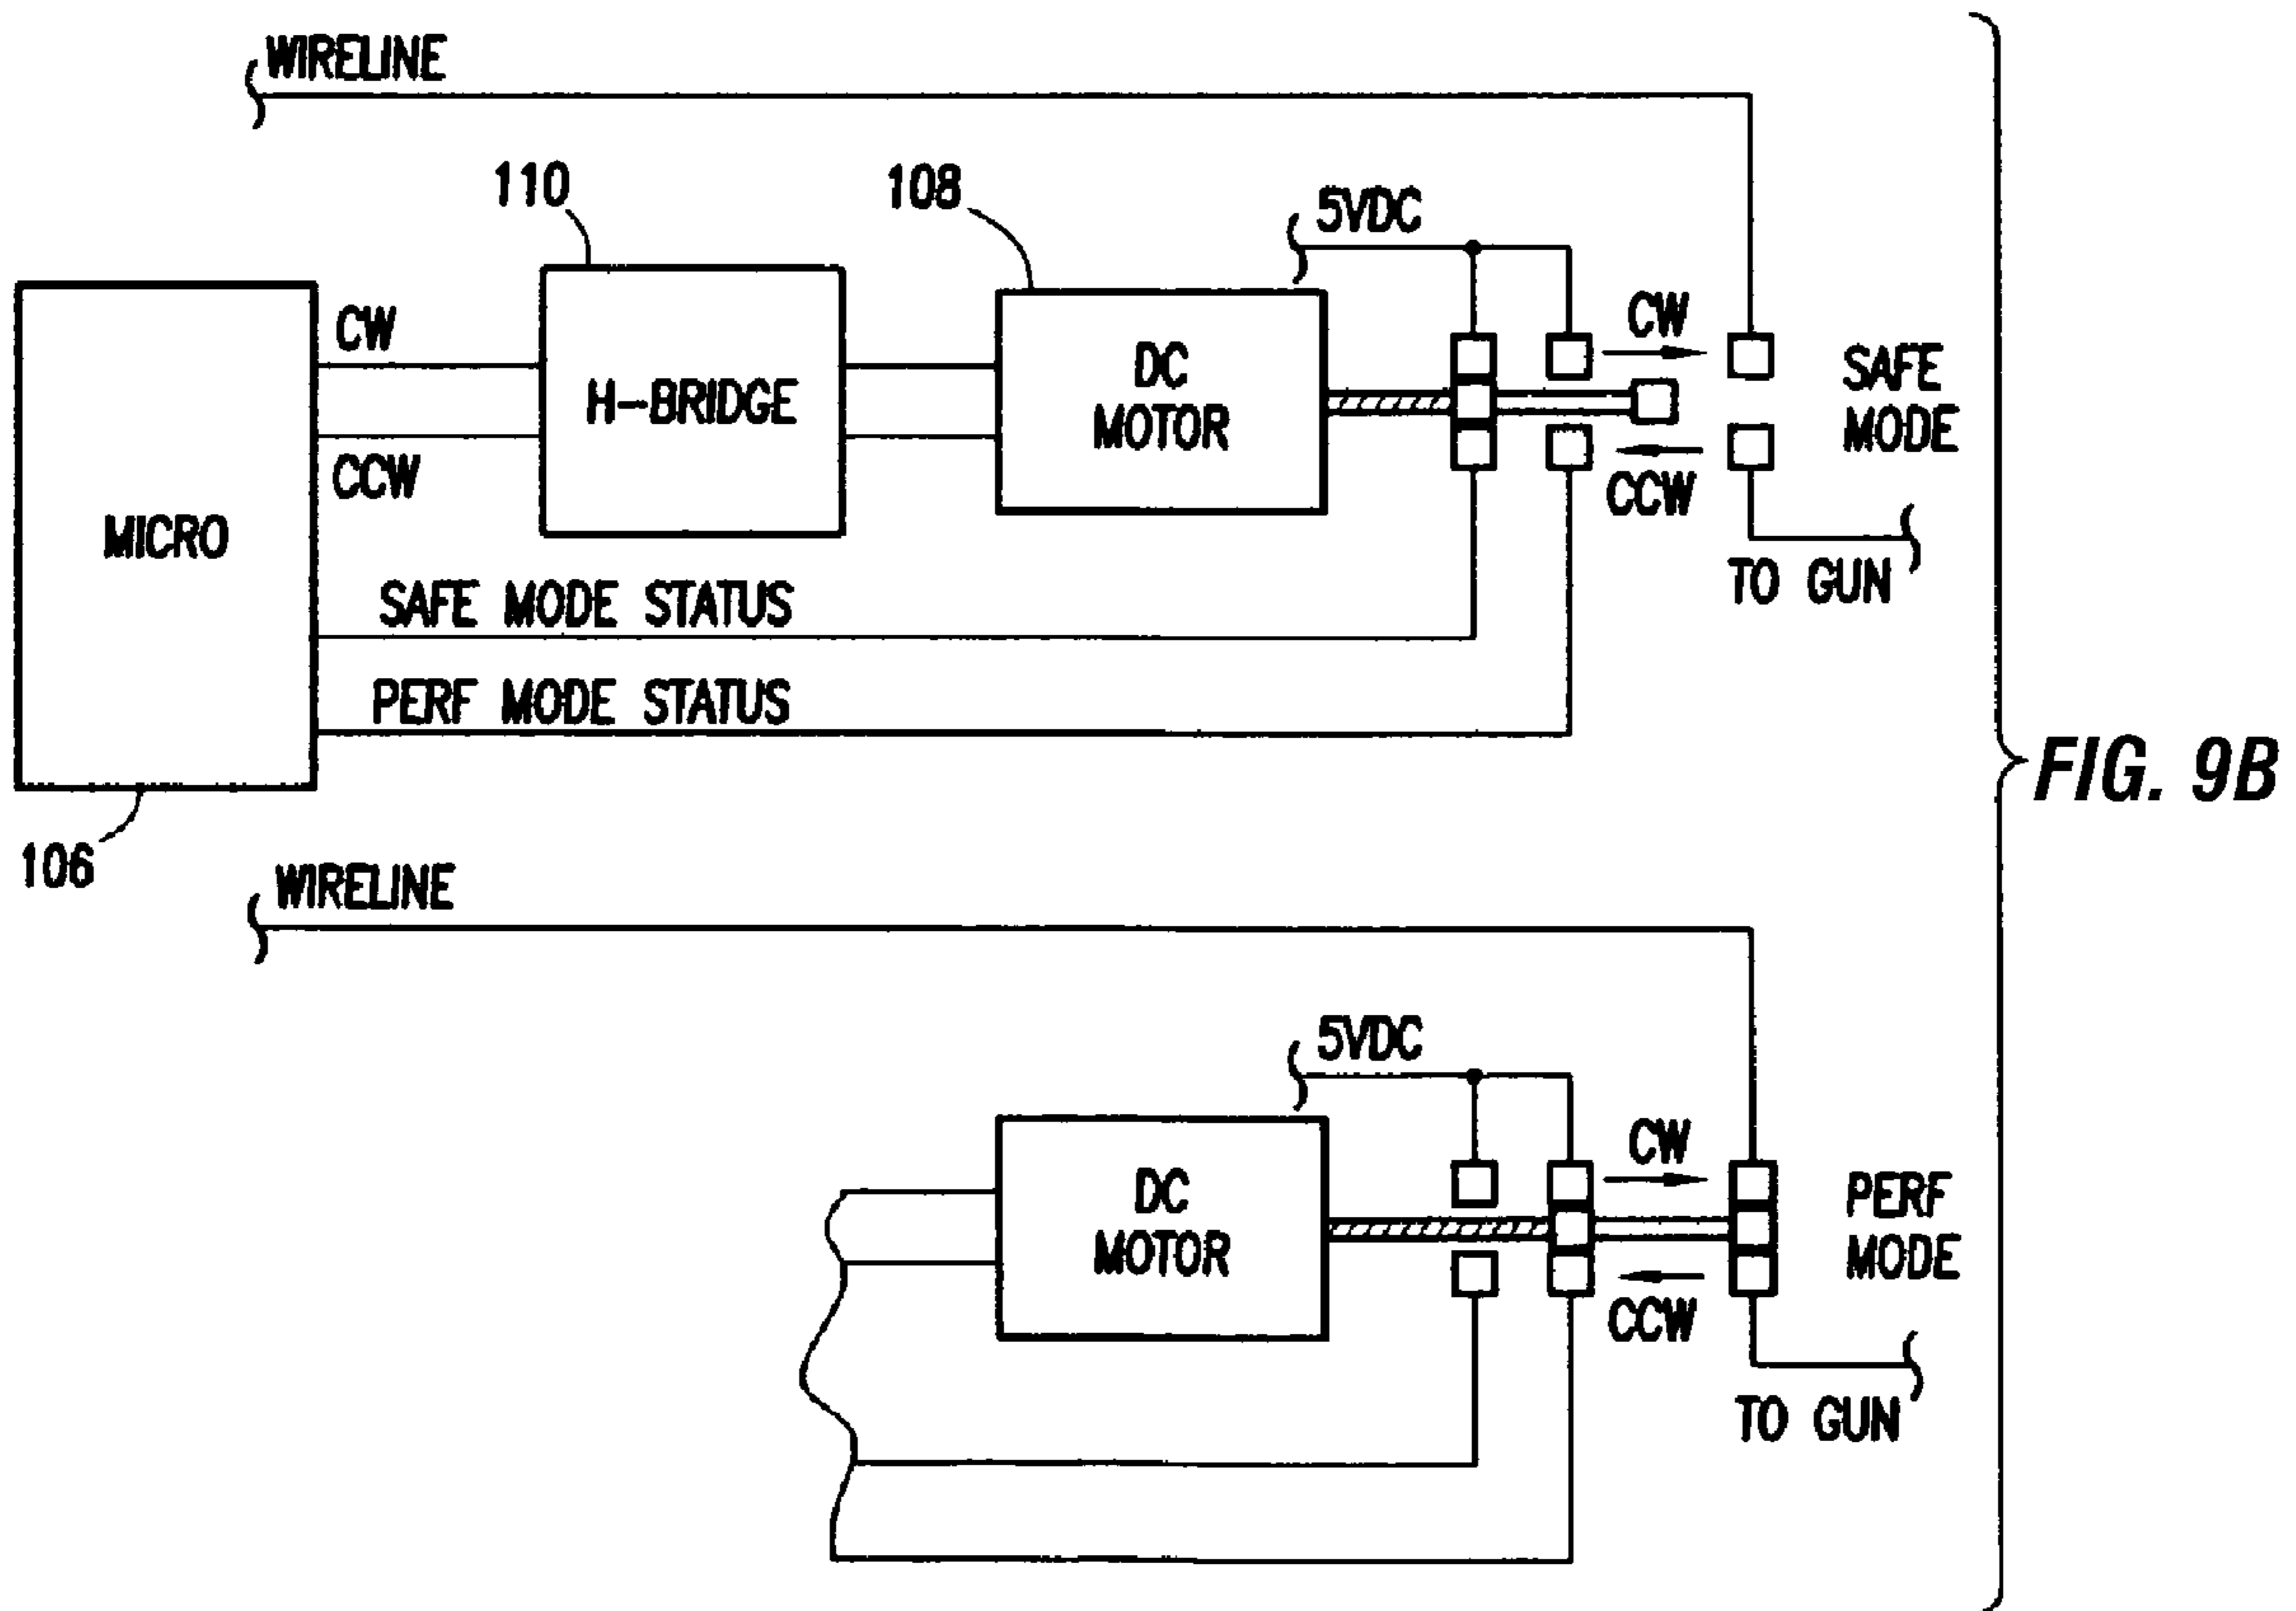 WIRELINE
110
108
5VDC
CW
CW
SAFE
MODE
DC
MOTOR
H-BRIDGE
CCW
CCW
MICRO
TO GUN
SAFE MODE STATUS
PERF MODE STATUS
FIG. 9B
106
WIRELINE
5VDC
CW
DC
MOTOR
PERF
MODE
CCW
TO GUN